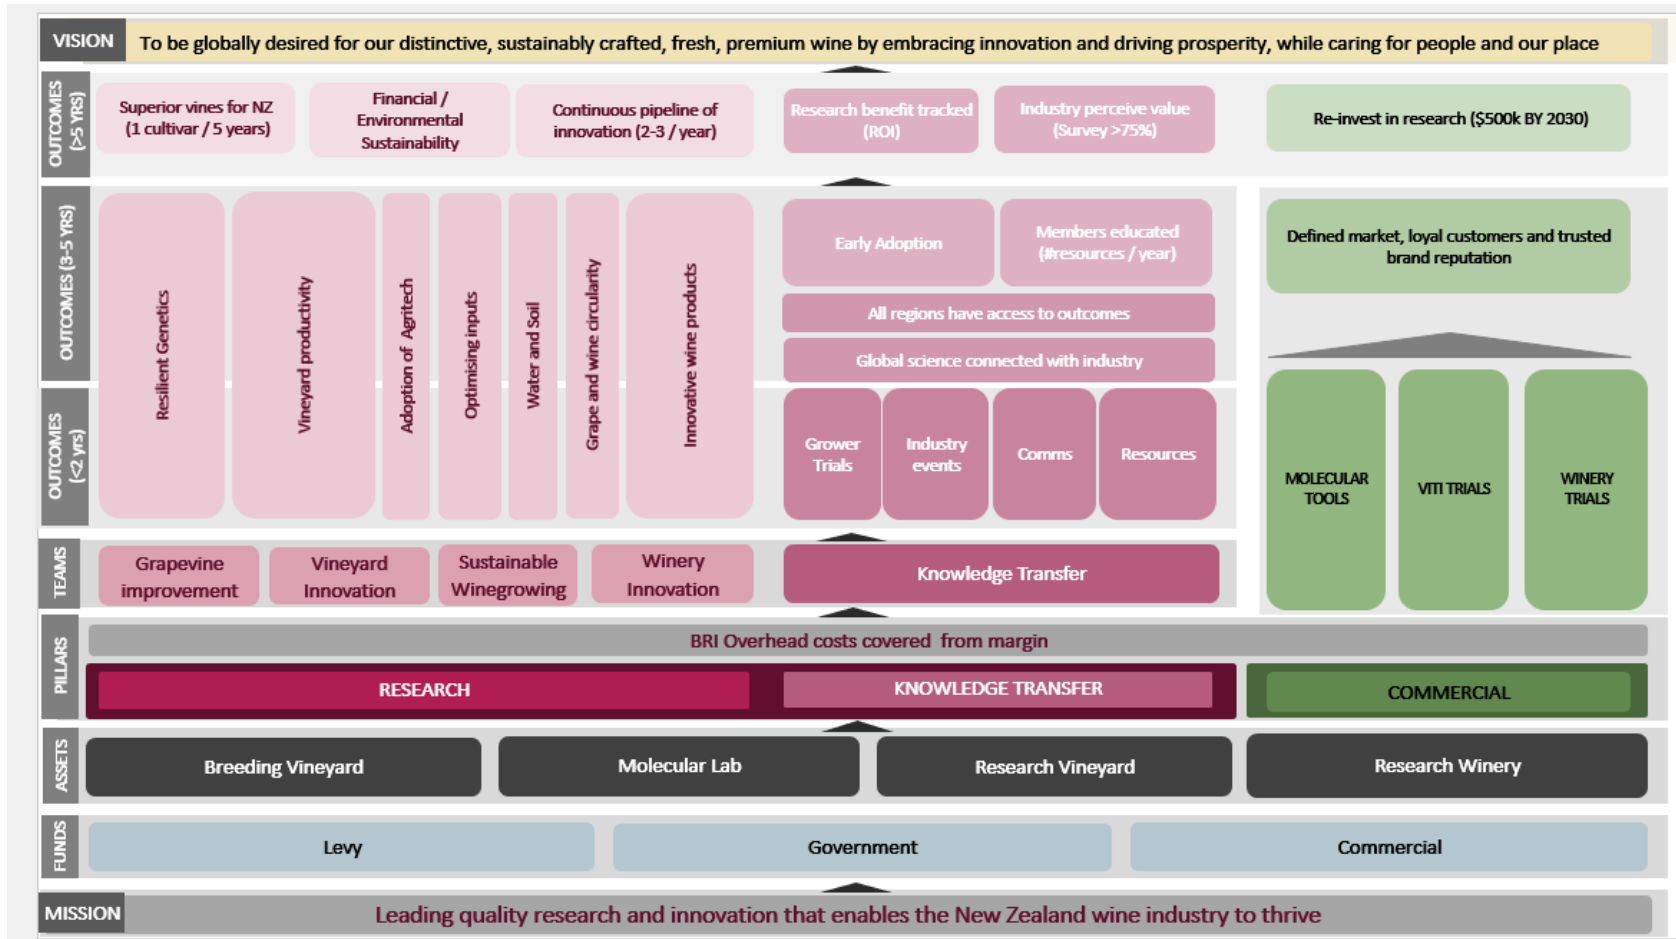 VISION
To be globally desired for our distinctive, sustainably crafted, fresh, premium wine by embracing innovation and driving prosperity, while caring for people and our place
OUTCOMES
(>5 YRS)
Superior vines for NZ
(1 cultivar / 5 years)
Financial /
Environmental
Sustainability
Continuous pipeline of
innovation (2-3 / year)
Research benefit tracked
(ROI)
Industry perceive value
(Survey >75%)
Re-invest in research ($500k BY 2030)
OUTCOMES (3-5 YRS)
Resilient Genetics
Vineyard productivity
Adoption of Agritech
Optimising inputs
Water and Soil
Grape and wine circularity
Innovative wine products
Early Adoption
Members educated
(#resources / year)
All regions have access to outcomes
Global science connected with industry
Defined market, loyal customers and trusted
brand reputation
OUTCOMES
(<2 yrs)
Grower
Trials
Industry
events
Comms
Resources
MOLECULAR
TOOLS
VITI TRIALS
WINERY
TRIALS
TEAMS
Grapevine
improvement
Vineyard
Innovation
Sustainable
Winegrowing
Winery
Innovation
Knowledge Transfer
PILLARS
BRI Overhead costs covered from margin
RESEARCH
KNOWLEDGE TRANSFER
COMMERCIAL
ASSETS
Breeding Vineyard
Molecular Lab
Research Vineyard
Research Winery
FUNDS
Levy
Government
Commercial
MISSION
Leading quality research and innovation that enables the New Zealand wine industry to thrive